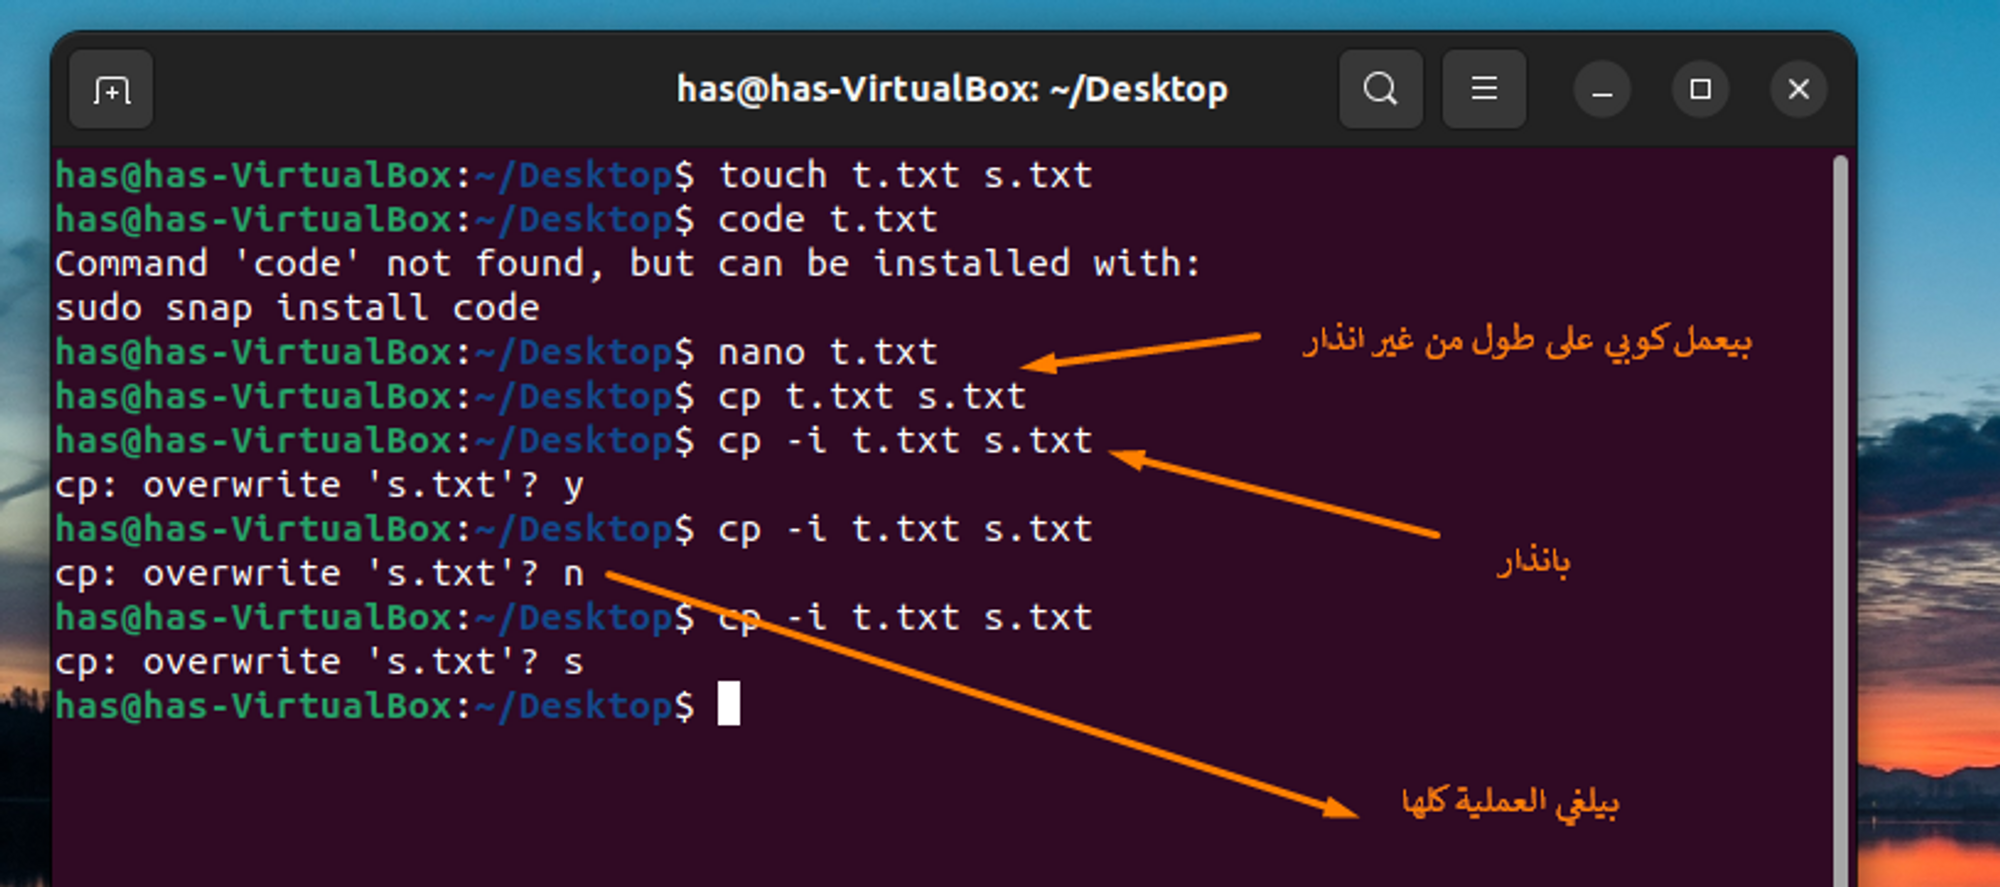 has@has-VirtualBox: ~/Desktop
has@has-VirtualBox:~/Desktop$ touch t.txt s.txt
has@has-VirtualBox:~/Desktop$ code t.txt
Command 'code' not found, but can be installed with:
sudo snap install code
has@has-VirtualBox:~/Desktop$ nano t.txt
بيعمل كوبي على طول من غير انذار
has@has-VirtualBox:~/Desktop$ cp t.txt s.txt
has@has-VirtualBox:~/Desktop$ cp -i t.txt s.txt
cp: overwrite 's.txt'? y
has@has-VirtualBox:~/Desktop$ cp -i t.txt s.txt
بانذار
cp: overwrite 's.txt'? n
has@has-VirtualBox:~/Desktop$ cp -i t.txt s.txt
cp: overwrite 's.txt'? s
has@has-VirtualBox:~/Desktop$
بيلغي العملية كلها